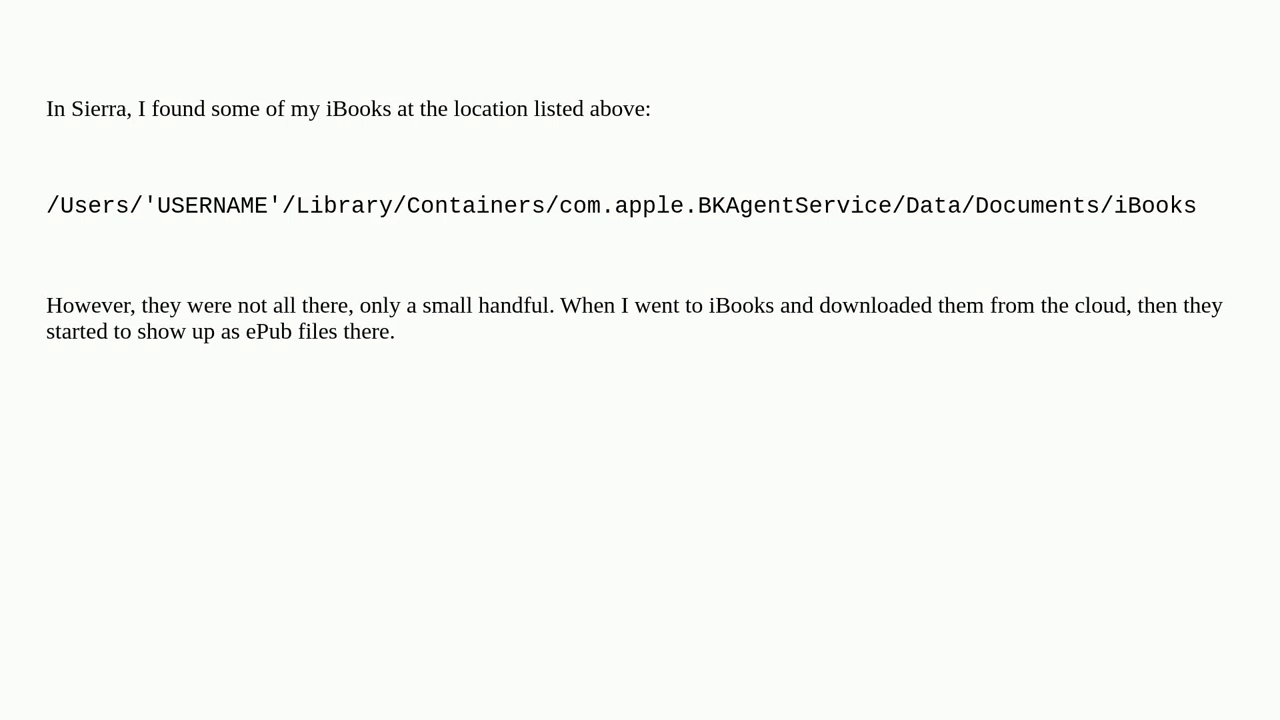 In Sierra, I found some of my iBooks at the location listed above:
/Users/'USERNAME'/Library/Containers/com.apple.BKAgentService/Data/Documents/iBooks
However, they were not all there, only a small handful. When I went to iBooks and downloaded them from the cloud, then they
started to show up as ePub files there.